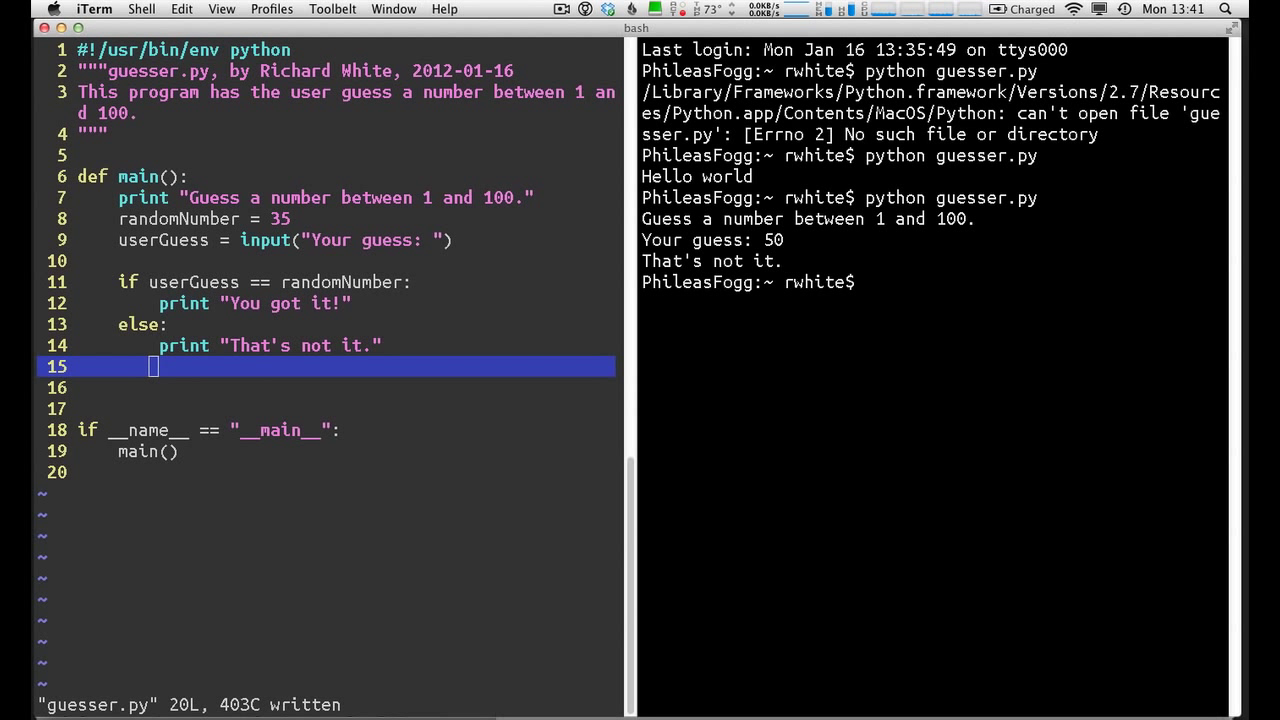 iTerm Shell Edit View Profiles Toolbelt Window Help 73° 0.0KB/s 0.0KB/s Charged Mon 13:41
bash
1 #!/usr/bin/env python
2 """guesser.py, by Richard White, 2012-01-16
3 This program has the user guess a number between 1 an
d 100.
4 """
5
6 def main():
7     print "Guess a number between 1 and 100."
8     randomNumber = 35
9     userGuess = input("Your guess: ")
10
11     if userGuess == randomNumber:
12         print "You got it!"
13     else:
14         print "That's not it."
15
16
17
18 if __name__ == "__main__":
19     main()
20
~
~
~
~
~
~
~
~
~
~
"guesser.py" 20L, 403C written
Last login: Mon Jan 16 13:35:49 on ttys000
PhileasFogg:~ rwhite$ python guesser.py
/Library/Frameworks/Python.framework/Versions/2.7/Resourc
es/Python.app/Contents/MacOS/Python: can't open file 'gue
sser.py': [Errno 2] No such file or directory
PhileasFogg:~ rwhite$ python guesser.py
Hello world
PhileasFogg:~ rwhite$ python guesser.py
Guess a number between 1 and 100.
Your guess: 50
That's not it.
PhileasFogg:~ rwhite$